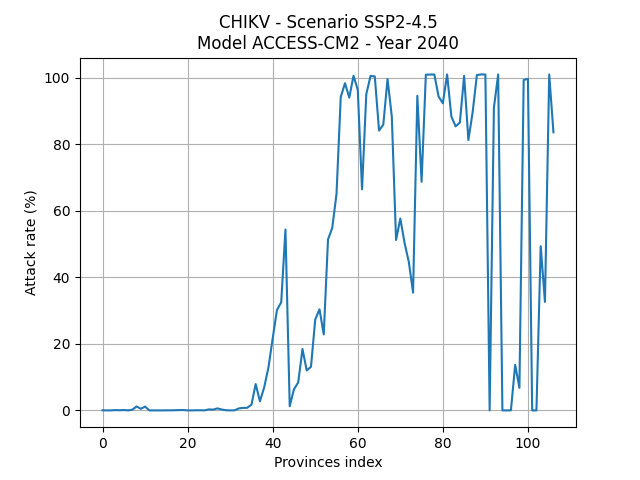 CHIKV - Scenario SSP2-4.5
Model ACCESS-CM2 - Year 2040
100
80
60
40
20
0
Attack rate (%)
0 20 40 60 80 100
Provinces index